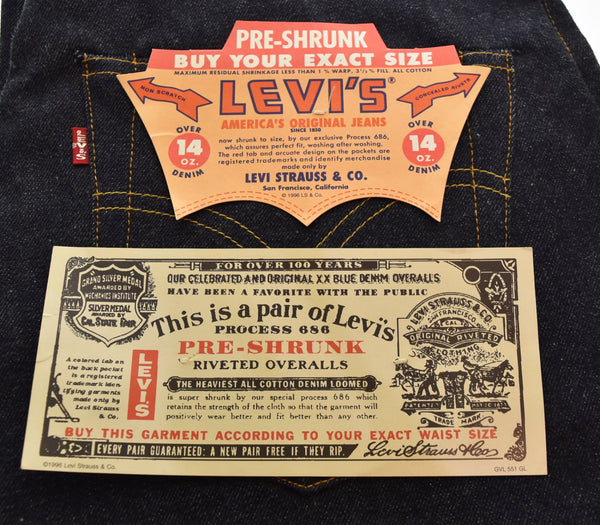 PRE-SHRUNK
BUY YOUR EXACT SIZE
MAXIMUM RESIDUAL SHRINKAGE LESS THAN 1 % WARP, 3½% FILL. ALL COTTON
NON SCRATCH
LEVI'S®
CONCEALED RIVETS
AMERICA'S ORIGINAL JEANS
SINCE 1850
OVER
14
OZ.
DENIM
now shrunk to size, by our exclusive Process 686,
which assures perfect fit, washing after washing.
The red tab and arcuate design on the pockets are
registered trademarks and identify merchandise
made only by
LEVI STRAUSS & CO.
San Francisco, California
©1996 LS & Co.
OVER
14
OZ.
DENIM
LEVI'S
FOR OVER 100 YEARS
OUR CELEBRATED AND ORIGINAL XX BLUE DENIM OVERALLS
HAVE BEEN A FAVORITE WITH THE PUBLIC
GRAND SILVER MEDAL
AWARDED BY
MECHANICS INSTITUTE
SILVER MEDAL
AWARDED BY
CAL. STATE FAIR
This is a pair of Levi's
PROCESS 686
PRE-SHRUNK
RIVETED OVERALLS
THE HEAVIEST ALL COTTON DENIM LOOMED
is super shrunk by our special process 686 which
retains the strength of the cloth so that the garment will
positively wear better and fit better than any other.
A colored tab on
the back pocket is
a registered
trademark iden-
tifying garments
made only by
Levi Strauss
& Co.
LEVI'S
LEVI STRAUSS & CO.
SAN FRANCISCO
CAL.
ORIGINAL RIVETED
CLOTHING
PATENTED
MAY 20 1873
TRADE MARK
BUY THIS GARMENT ACCORDING TO YOUR EXACT WAIST SIZE
EVERY PAIR GUARANTEED: A NEW PAIR FREE IF THEY RIP.
Levi Strauss & Co
©1996 Levi Strauss & Co.
GVL 551 GL